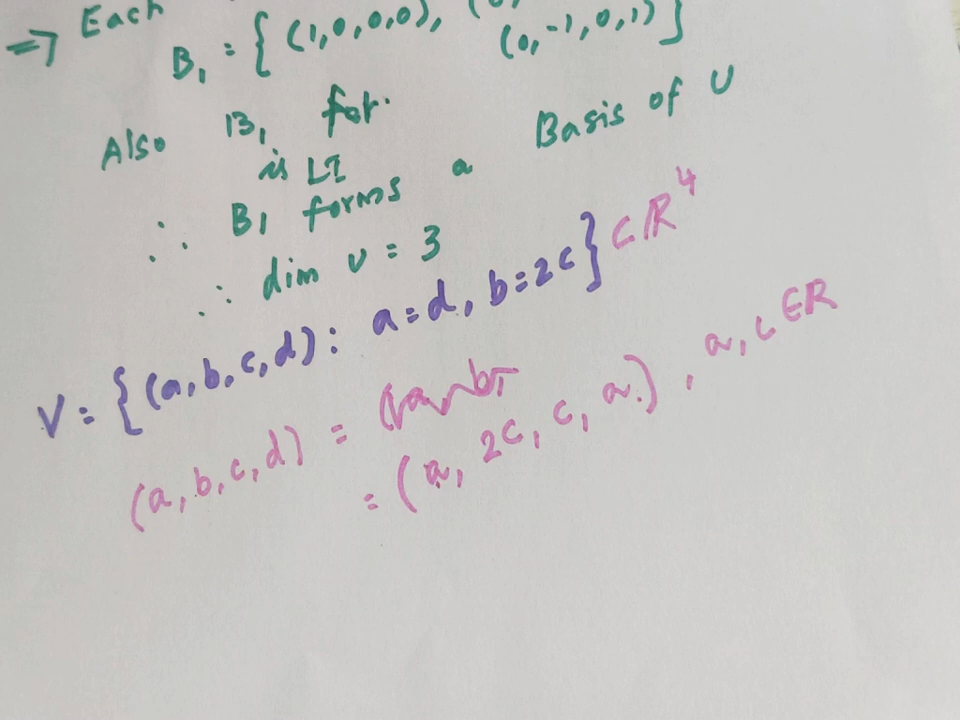 => Each
B₁ = { (1,0,0,0), (0,
(0,-1,0,1) }
Also B₁
is LI
∴ B₁ forms a Basis of U
∴ dim U = 3
V = { (a,b,c,d) : a=d, b=2c } ⊂ ℝ⁴
(a,b,c,d) =
= (a, 2c, c, a) , a,c ∈ ℝ